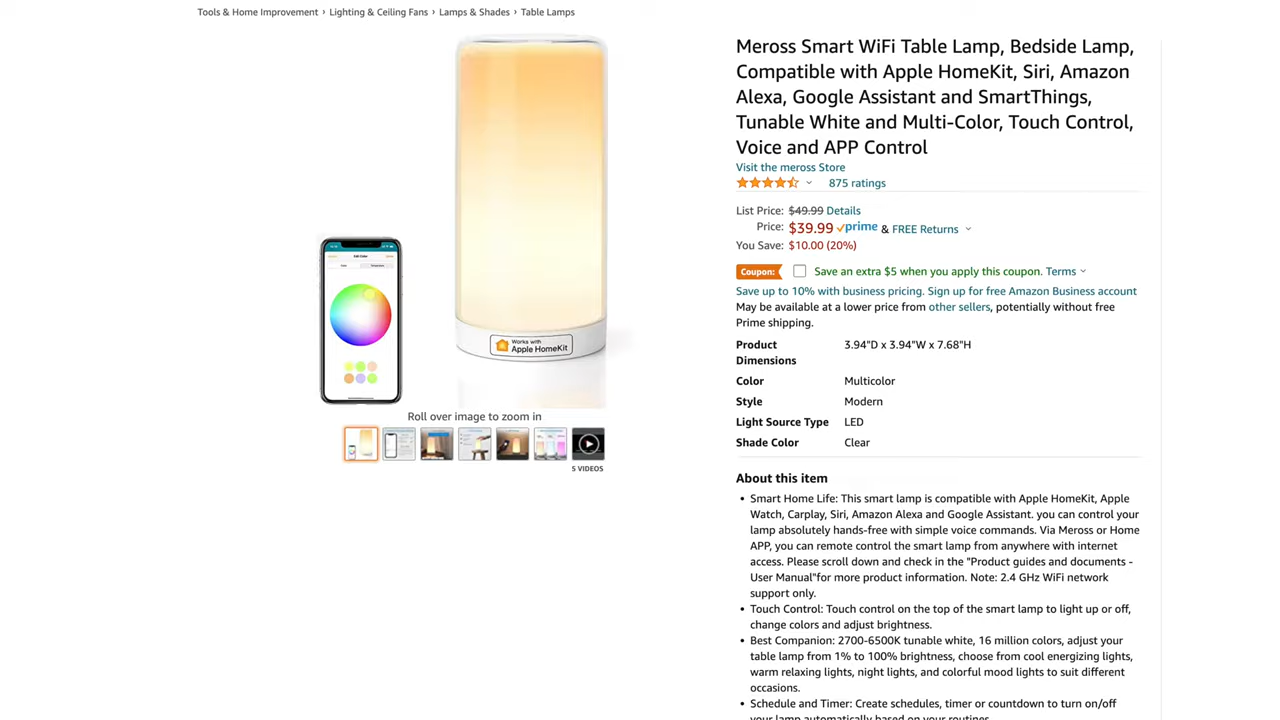 Tools & Home Improvement › Lighting & Ceiling Fans › Lamps & Shades › Table Lamps
Works with
Apple HomeKit
Roll over image to zoom in
5 VIDEOS
Meross Smart WiFi Table Lamp, Bedside Lamp,
Compatible with Apple HomeKit, Siri, Amazon
Alexa, Google Assistant and SmartThings,
Tunable White and Multi-Color, Touch Control,
Voice and APP Control
Visit the meross Store
875 ratings
List Price: $49.99 Details
Price: $39.99 prime & FREE Returns
You Save: $10.00 (20%)
Coupon: Save an extra $5 when you apply this coupon. Terms
Save up to 10% with business pricing. Sign up for free Amazon Business account
May be available at a lower price from other sellers, potentially without free
Prime shipping.
Product Dimensions 3.94"D x 3.94"W x 7.68"H
Color Multicolor
Style Modern
Light Source Type LED
Shade Color Clear
About this item
• Smart Home Life: This smart lamp is compatible with Apple HomeKit, Apple
Watch, Carplay, Siri, Amazon Alexa and Google Assistant. you can control your
lamp absolutely hands-free with simple voice commands. Via Meross or Home
APP, you can remote control the smart lamp from anywhere with internet
access. Please scroll down and check in the "Product guides and documents -
User Manual"for more product information. Note: 2.4 GHz WiFi network
support only.
• Touch Control: Touch control on the top of the smart lamp to light up or off,
change colors and adjust brightness.
• Best Companion: 2700-6500K tunable white, 16 million colors, adjust your
table lamp from 1% to 100% brightness, choose from cool energizing lights,
warm relaxing lights, night lights, and colorful mood lights to suit different
occasions.
• Schedule and Timer: Create schedules, timer or countdown to turn on/off
your lamp automatically based on your routines.